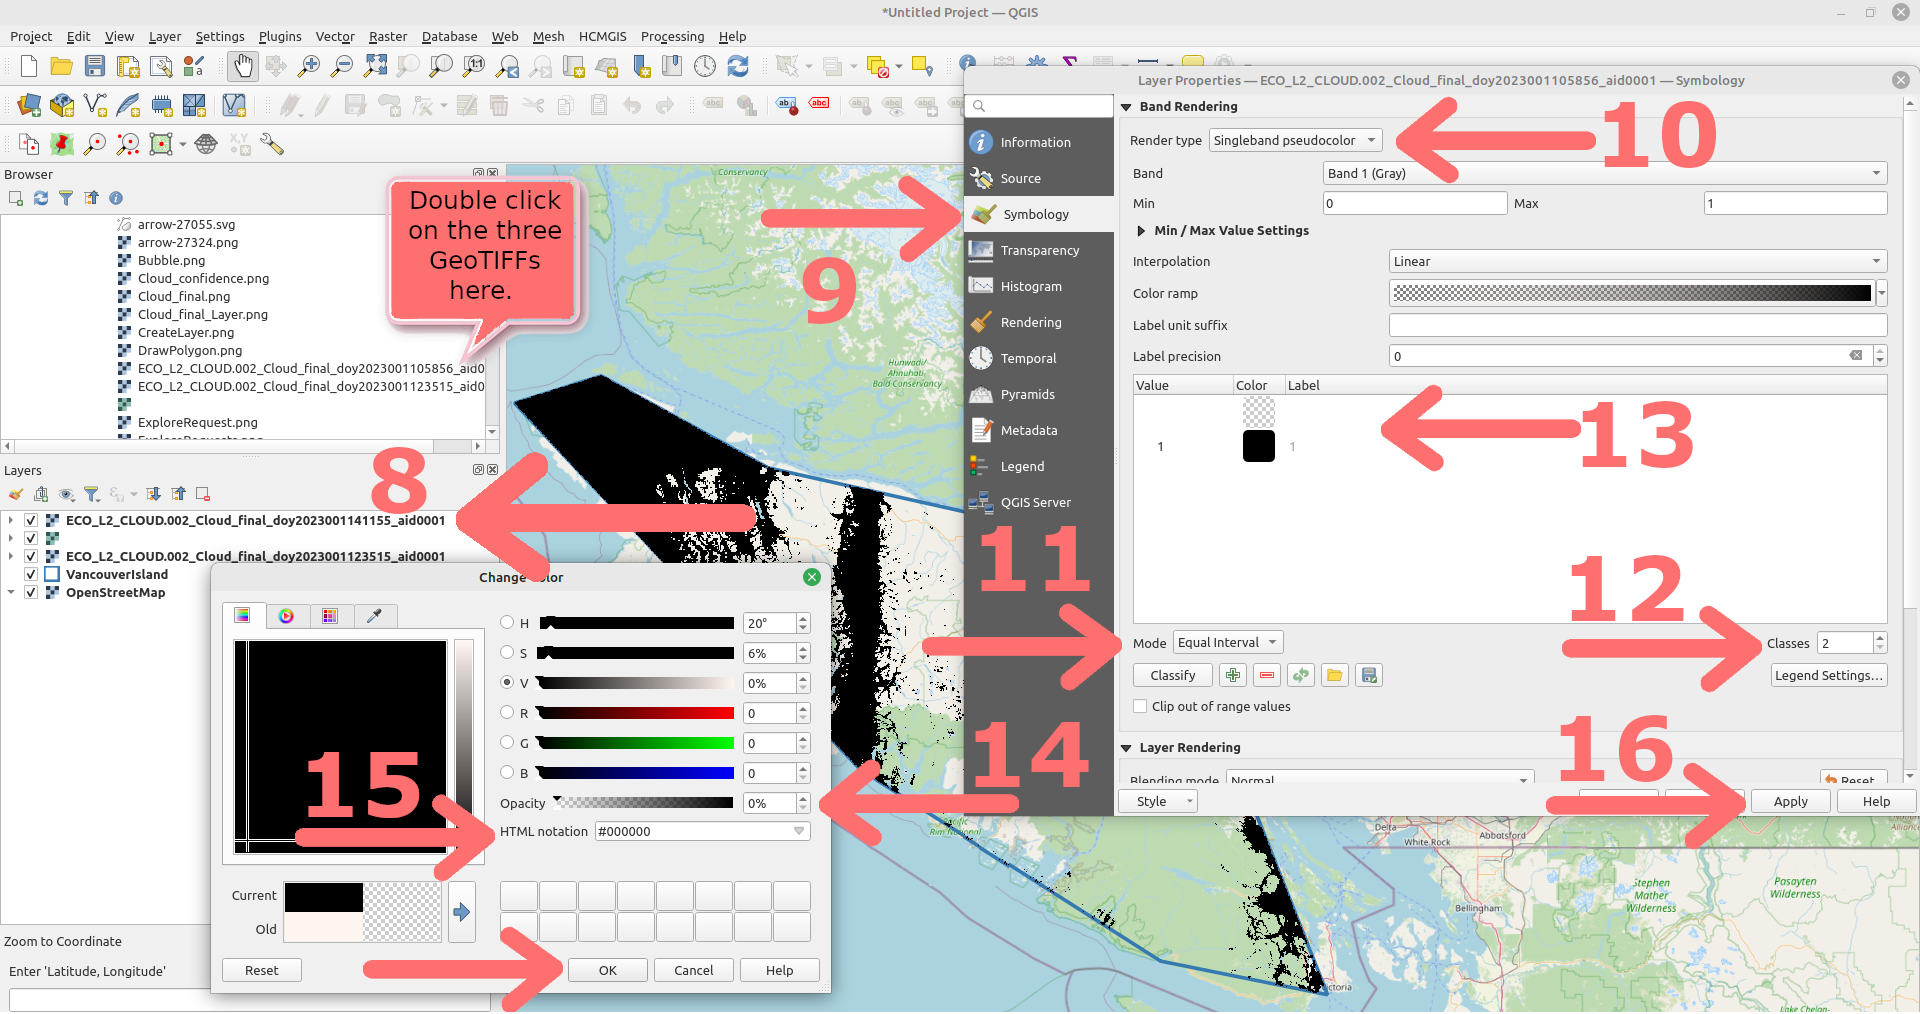 *Untitled Project — QGIS
Project Edit View Layer Settings Plugins Vector Raster Database Web Mesh HCMGIS Processing Help
Browser
arrow-27055.svg
arrow-27324.png
Bubble.png
Cloud_confidence.png
Cloud_final.png
Cloud_final_Layer.png
CreateLayer.png
DrawPolygon.png
ECO_L2_CLOUD.002_Cloud_final_doy2023001105856_aid0
ECO_L2_CLOUD.002_Cloud_final_doy2023001123515_aid0
ExploreRequest.png
Double click
on the three
GeoTIFFs
here.
8
Layers
ECO_L2_CLOUD.002_Cloud_final_doy2023001141155_aid0001
ECO_L2_CLOUD.002_Cloud_final_doy2023001123515_aid0001
VancouverIsland
OpenStreetMap
Zoom to Coordinate
Enter 'Latitude, Longitude'
Change Color
H 20°
S 6%
V 0%
R 0
G 0
B 0
Opacity 0%
HTML notation #000000
14
15
Current
Old
Reset OK Cancel Help
Conservancy
Hunwadi/
Ahnuhati
Bald Conservancy
Pacific
Rim National
9
Layer Properties — ECO_L2_CLOUD.002_Cloud_final_doy2023001105856_aid0001 — Symbology
Information
Source
Symbology
Transparency
Histogram
Rendering
Temporal
Pyramids
Metadata
Legend
QGIS Server
Band Rendering
Render type Singleband pseudocolor
10
Band Band 1 (Gray)
Min 0 Max 1
Min / Max Value Settings
Interpolation Linear
Color ramp
Label unit suffix
Label precision 0
Value Color Label
1 1
13
11
12
Mode Equal Interval Classes 2
Classify Legend Settings...
Clip out of range values
Layer Rendering
16
Blending mode Normal Reset
Style Apply Help
Delta
White Rock
Abbotsford
Bellingham
Stephen
Mather
Wilderness
Pasayten
Wilderness
ctoria
Lake Chelan-